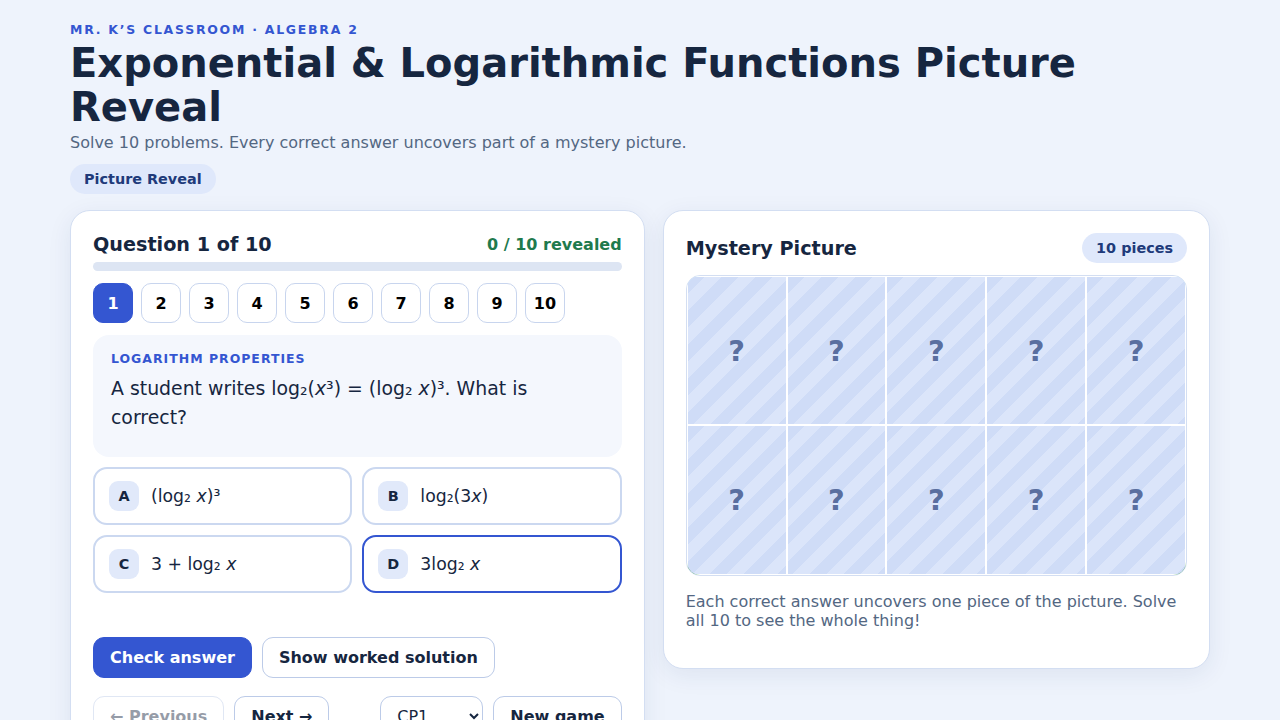 MR. K’S CLASSROOM · ALGEBRA 2
Exponential & Logarithmic Functions Picture
Reveal
Solve 10 problems. Every correct answer uncovers part of a mystery picture.
Picture Reveal
Question 1 of 10
0 / 10 revealed
1 2 3 4 5 6 7 8 9 10
LOGARITHM PROPERTIES
A student writes log₂(x³) = (log₂ x)³. What is
correct?
A (log₂ x)³
B log₂(3x)
C 3 + log₂ x
D 3log₂ x
Check answer
Show worked solution
← Previous
Next →
CP1
New game
Mystery Picture
10 pieces
? ? ? ? ?
? ? ? ? ?
Each correct answer uncovers one piece of the picture. Solve
all 10 to see the whole thing!